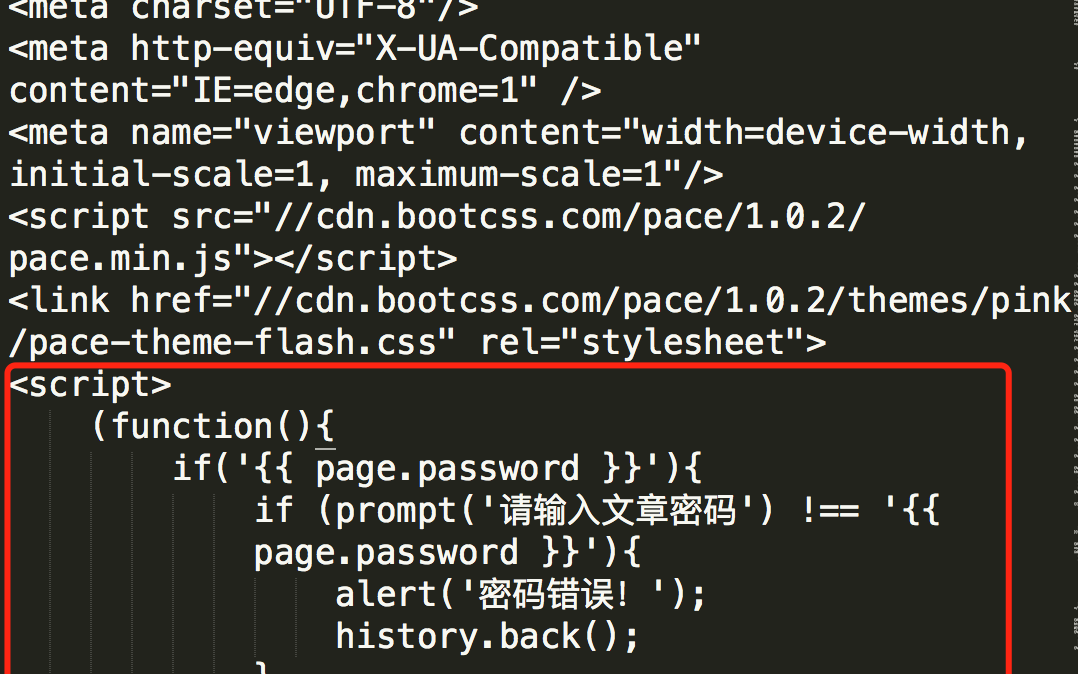 <meta charset="UTF-8"/>
<meta http-equiv="X-UA-Compatible"
content="IE=edge,chrome=1" />
<meta name="viewport" content="width=device-width,
initial-scale=1, maximum-scale=1"/>
<script src="//cdn.bootcss.com/pace/1.0.2/
pace.min.js"></script>
<link href="//cdn.bootcss.com/pace/1.0.2/themes/pink
/pace-theme-flash.css" rel="stylesheet">
<script>
(function(){
if('{{ page.password }}'){
if (prompt('请输入文章密码') !== '{{
page.password }}'){
alert('密码错误！');
history.back();
}